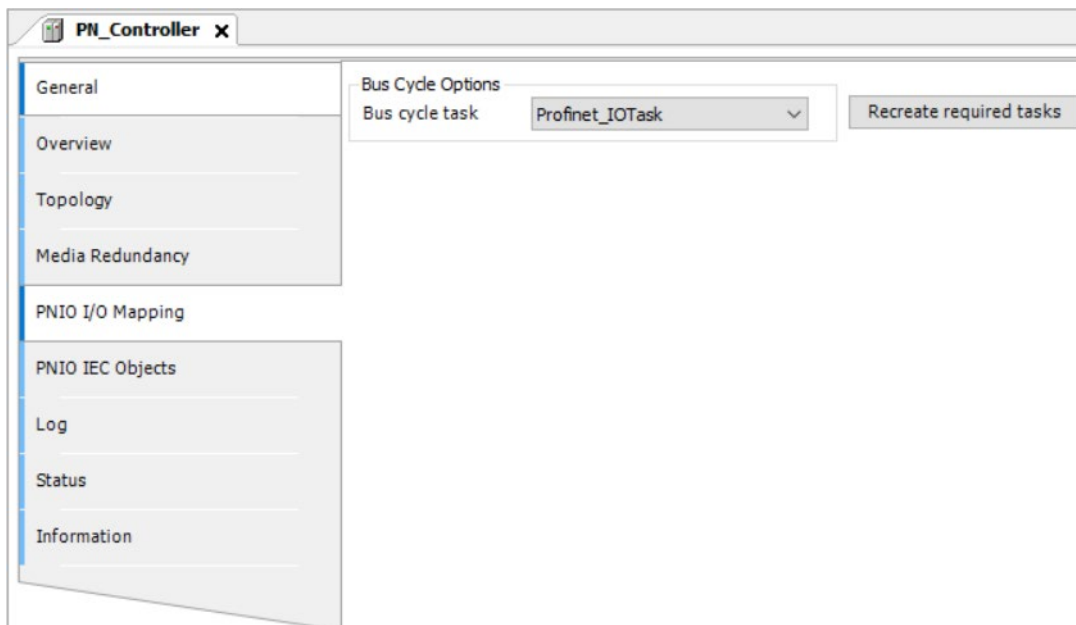 PN_Controller x
General
Overview
Topology
Media Redundancy
PNIO I/O Mapping
PNIO IEC Objects
Log
Status
Information
Bus Cycle Options
Bus cycle task Profinet_IOTask Recreate required tasks